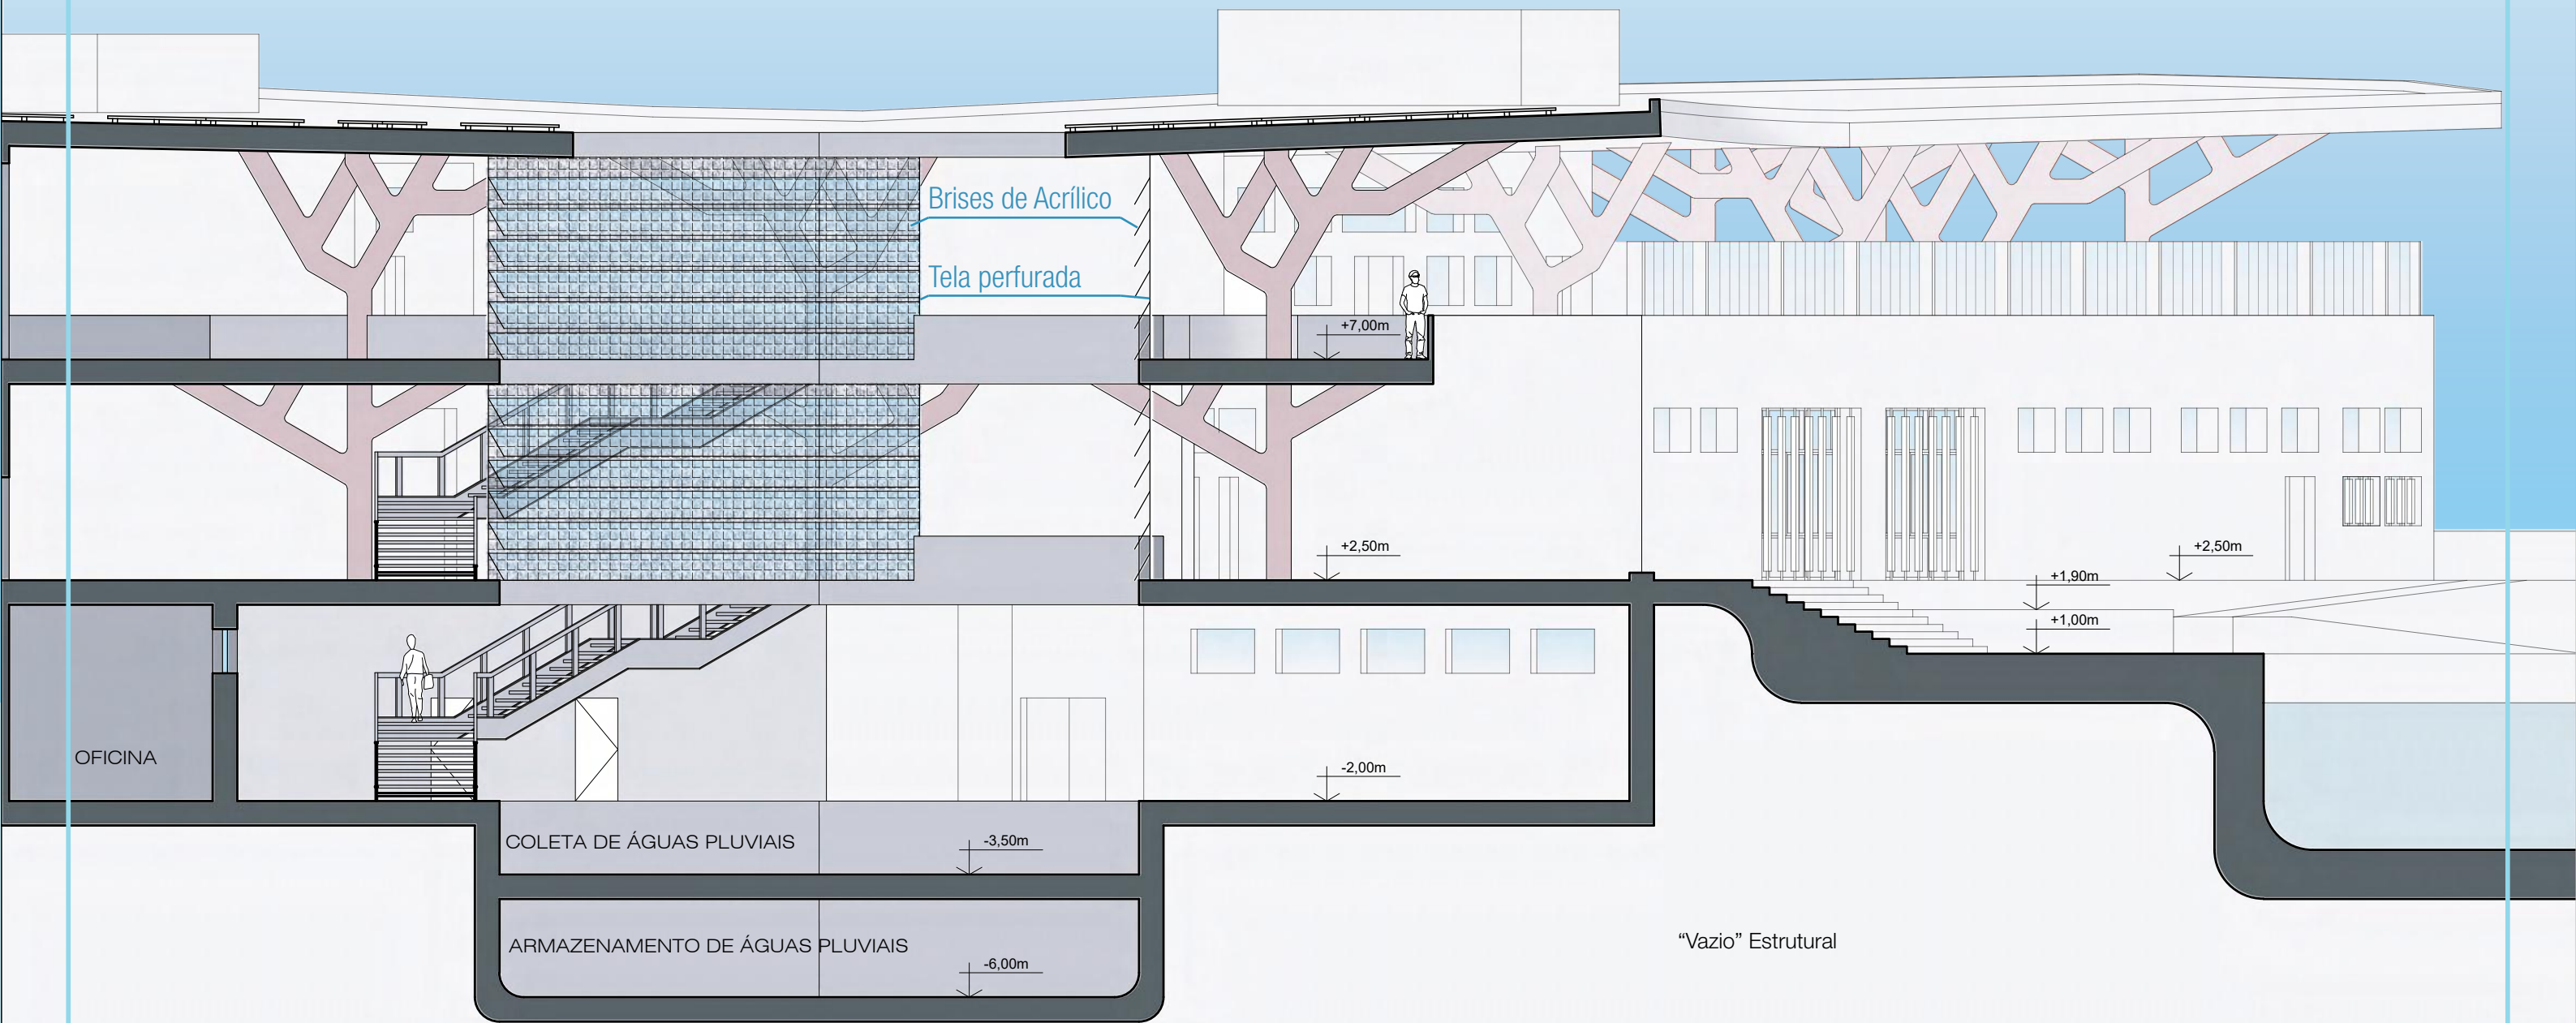 Brises de Acrílico
Tela perfurada
+7,00m
+2,50m
+2,50m
+1,90m
+1,00m
OFICINA
-2,00m
COLETA DE ÁGUAS PLUVIAIS
-3,50m
ARMAZENAMENTO DE ÁGUAS PLUVIAIS
-6,00m
“Vazio” Estrutural